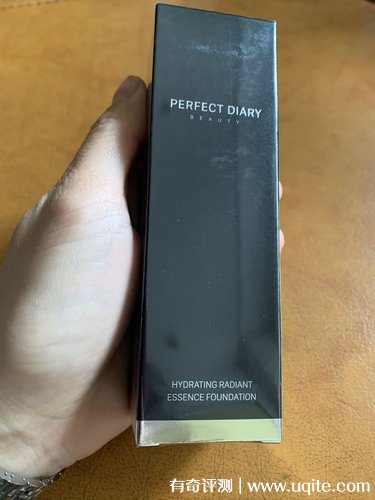 PERFECT DIARY
BEAUTY
HYDRATING RADIANT
ESSENCE FOUNDATION
有奇评测 | www.uqite.com